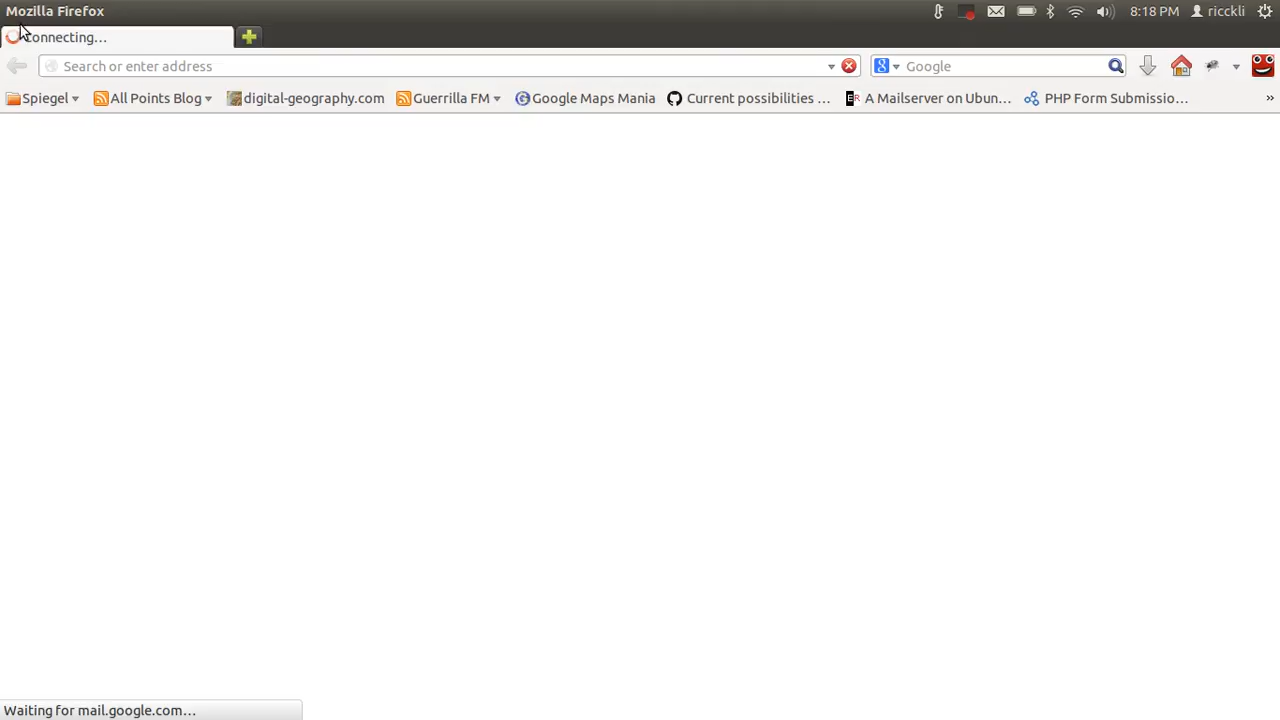 Mozilla Firefox 8:18 PM ricckli
Connecting...
Search or enter address Google
Spiegel All Points Blog digital-geography.com Guerrilla FM Google Maps Mania Current possibilities ... ER A Mailserver on Ubun... PHP Form Submissio... »
Waiting for mail.google.com...